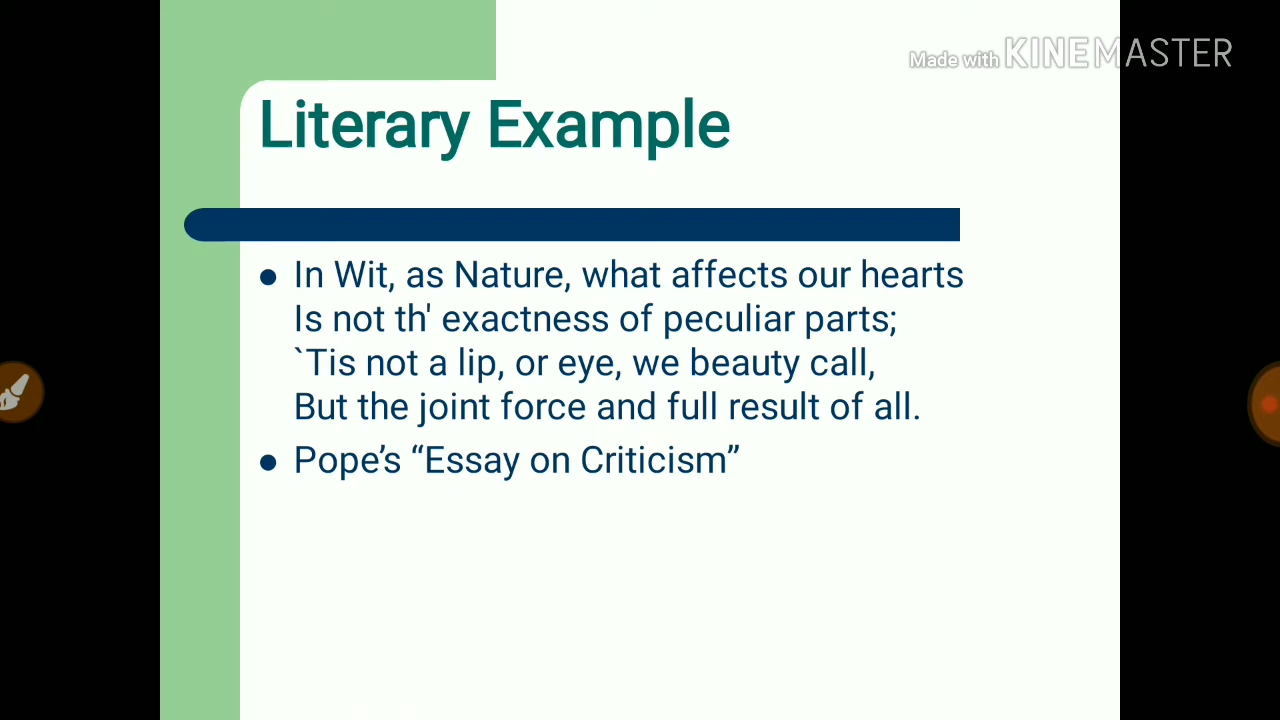 Made with KINEMASTER
Literary Example
In Wit, as Nature, what affects our hearts
Is not th' exactness of peculiar parts;
`Tis not a lip, or eye, we beauty call,
But the joint force and full result of all.
Pope’s “Essay on Criticism”